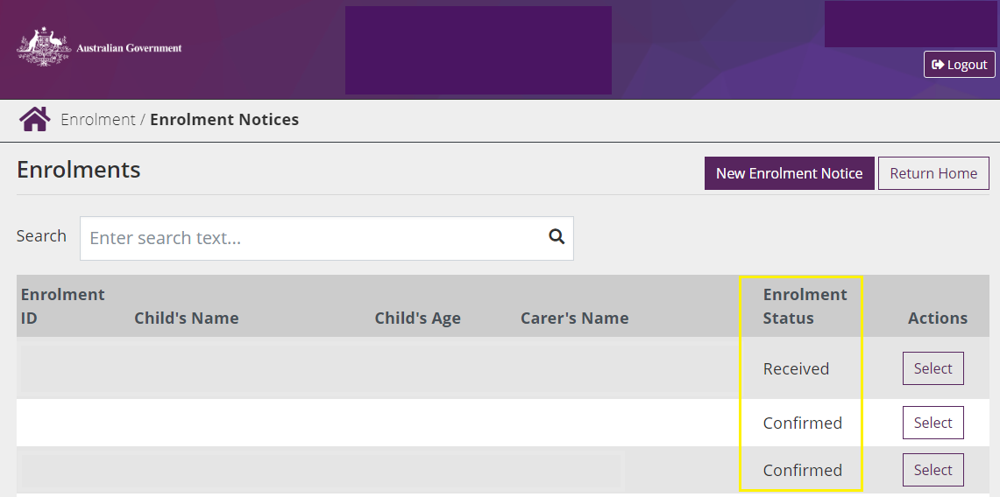 Australian Government
Logout
Enrolment / Enrolment Notices
Enrolments
New Enrolment Notice
Return Home
Search
Enter search text...
Enrolment ID
Child's Name
Child's Age
Carer's Name
Enrolment Status
Actions
Received
Select
Confirmed
Select
Confirmed
Select